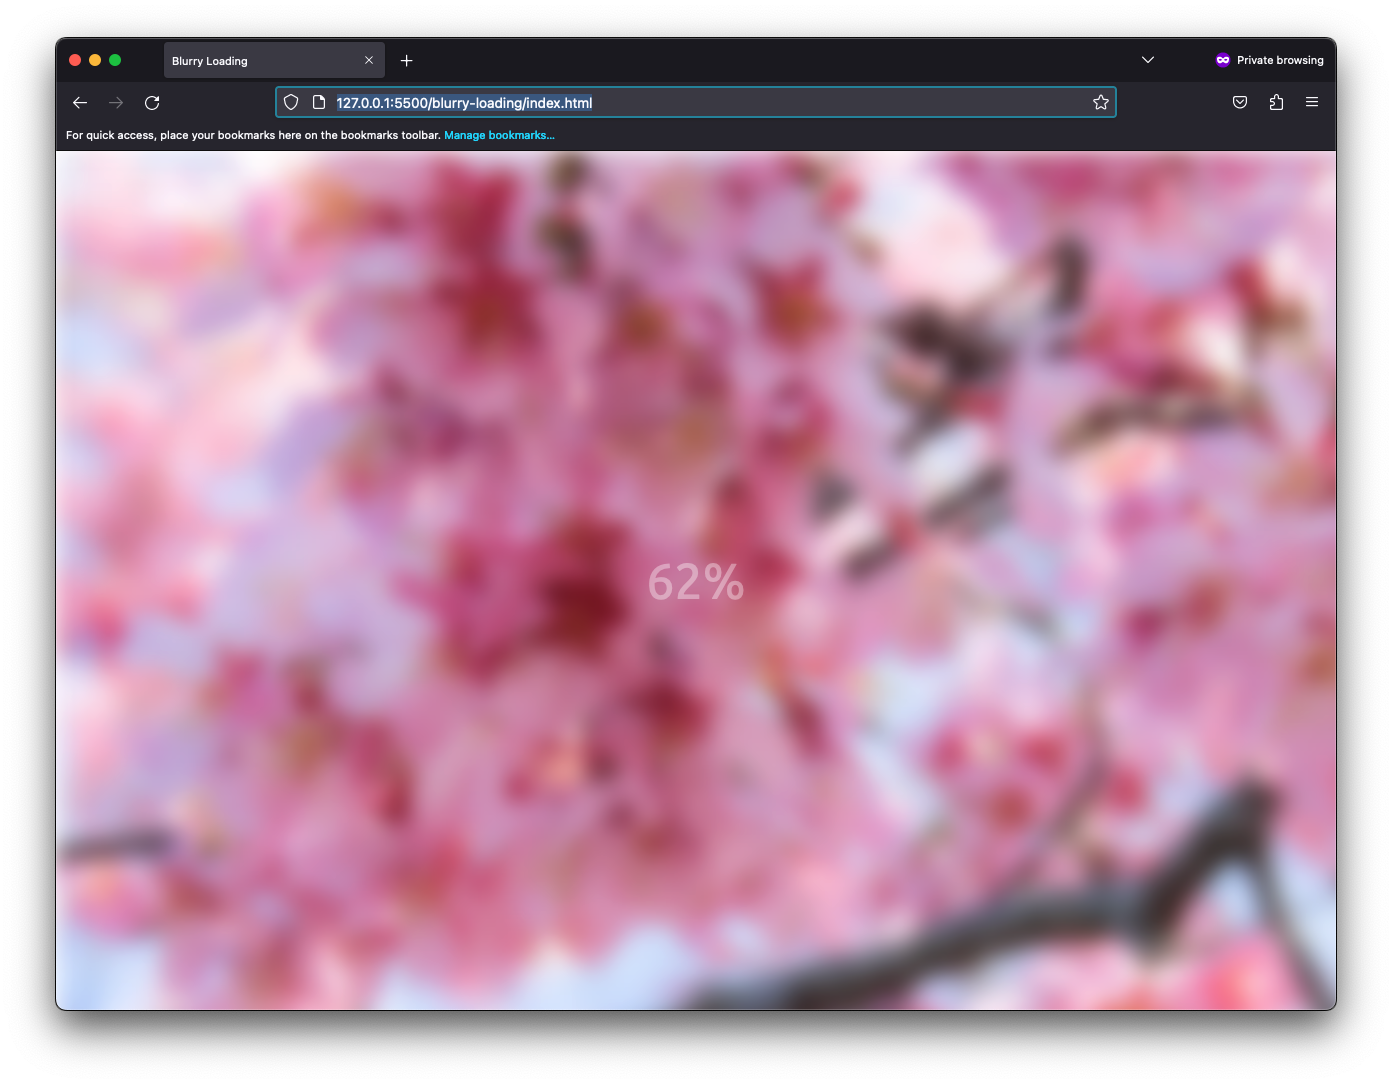 Blurry Loading
Private browsing
127.0.0.1:5500/blurry-loading/index.html
For quick access, place your bookmarks here on the bookmarks toolbar. Manage bookmarks...
62%